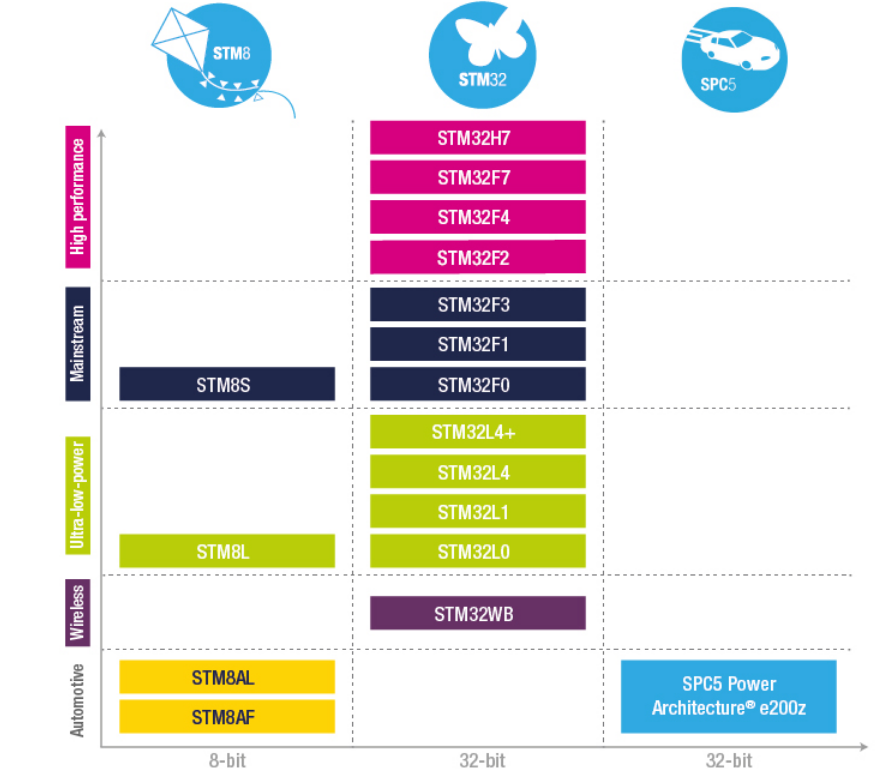 STM8
STM32
SPC5
High performance
STM32H7
STM32F7
STM32F4
STM32F2
Mainstream
STM32F3
STM32F1
STM8S
STM32F0
Ultra-low-power
STM32L4+
STM32L4
STM32L1
STM8L
STM32L0
Wireless
STM32WB
Automotive
STM8AL
STM8AF
SPC5 Power
Architecture® e200z
8-bit
32-bit
32-bit